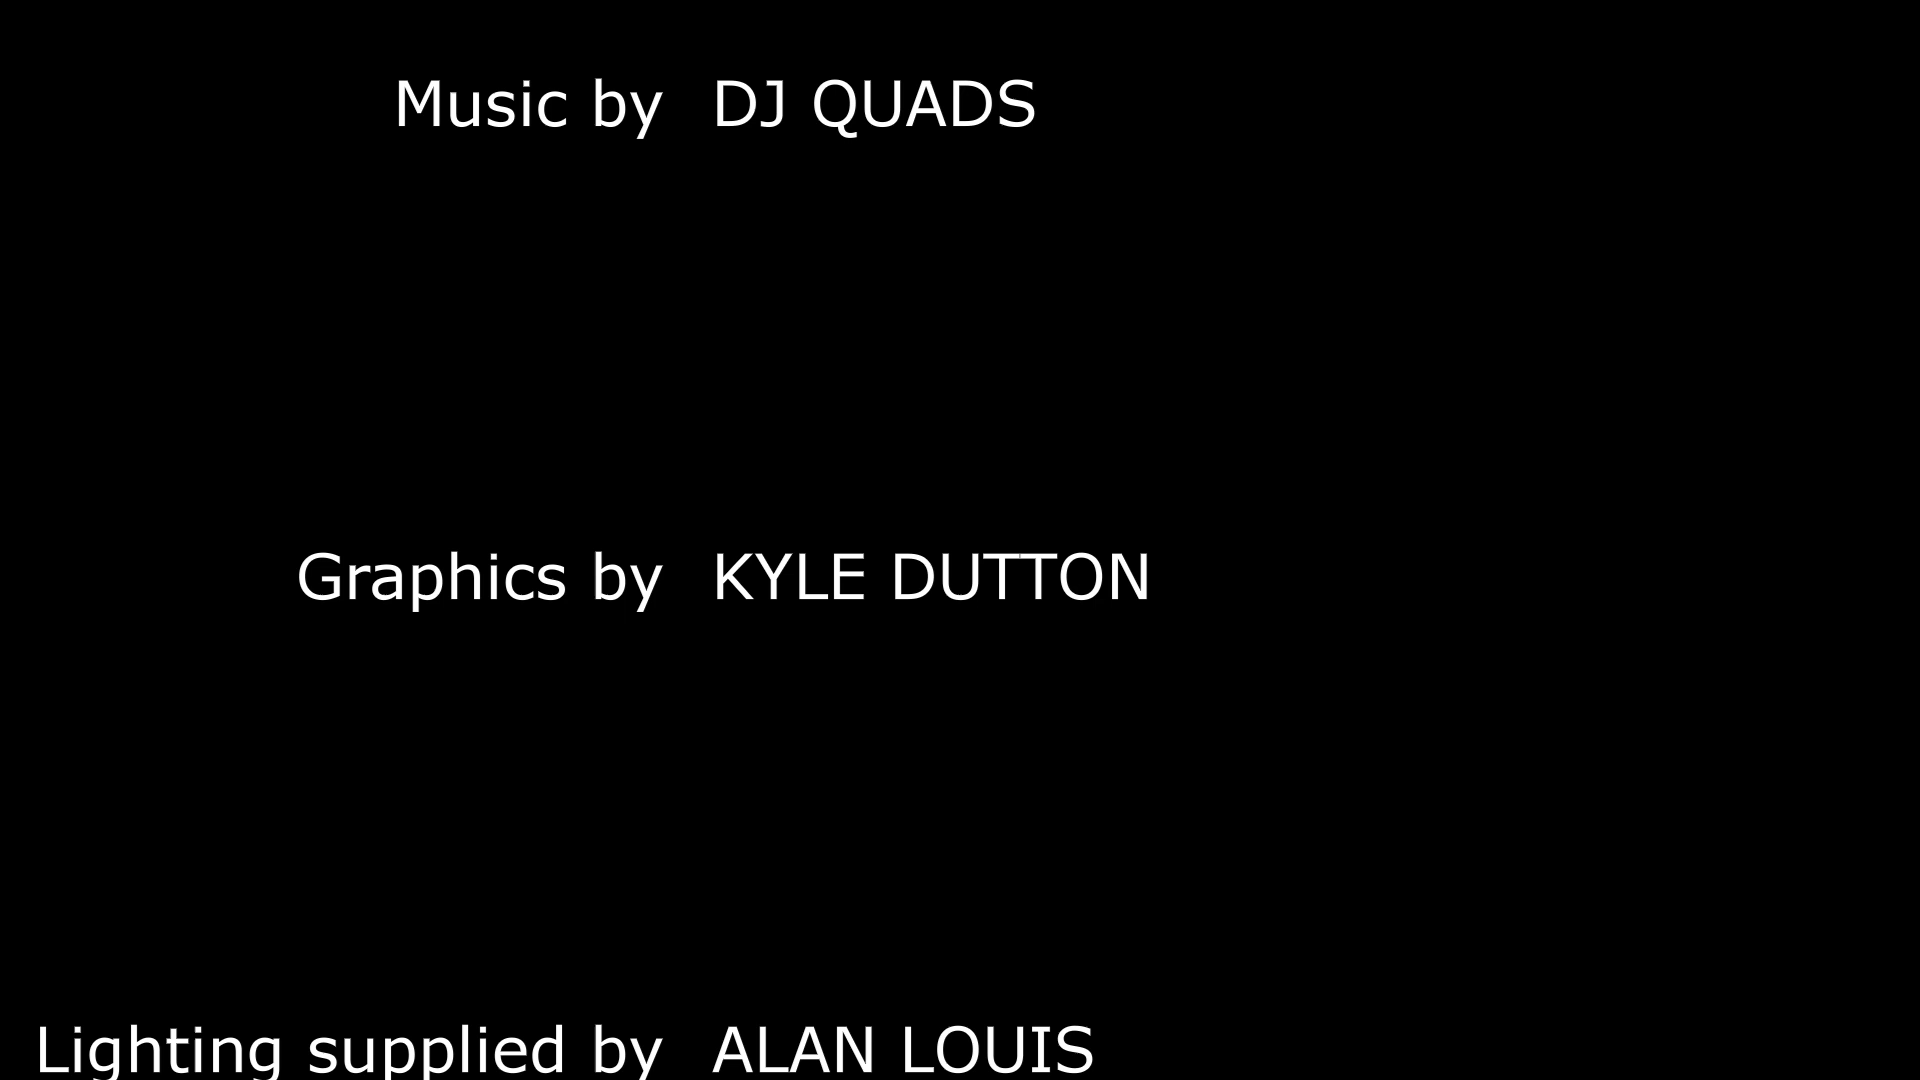 Music by DJ QUADS
Graphics by KYLE DUTTON
Lighting supplied by ALAN LOUIS